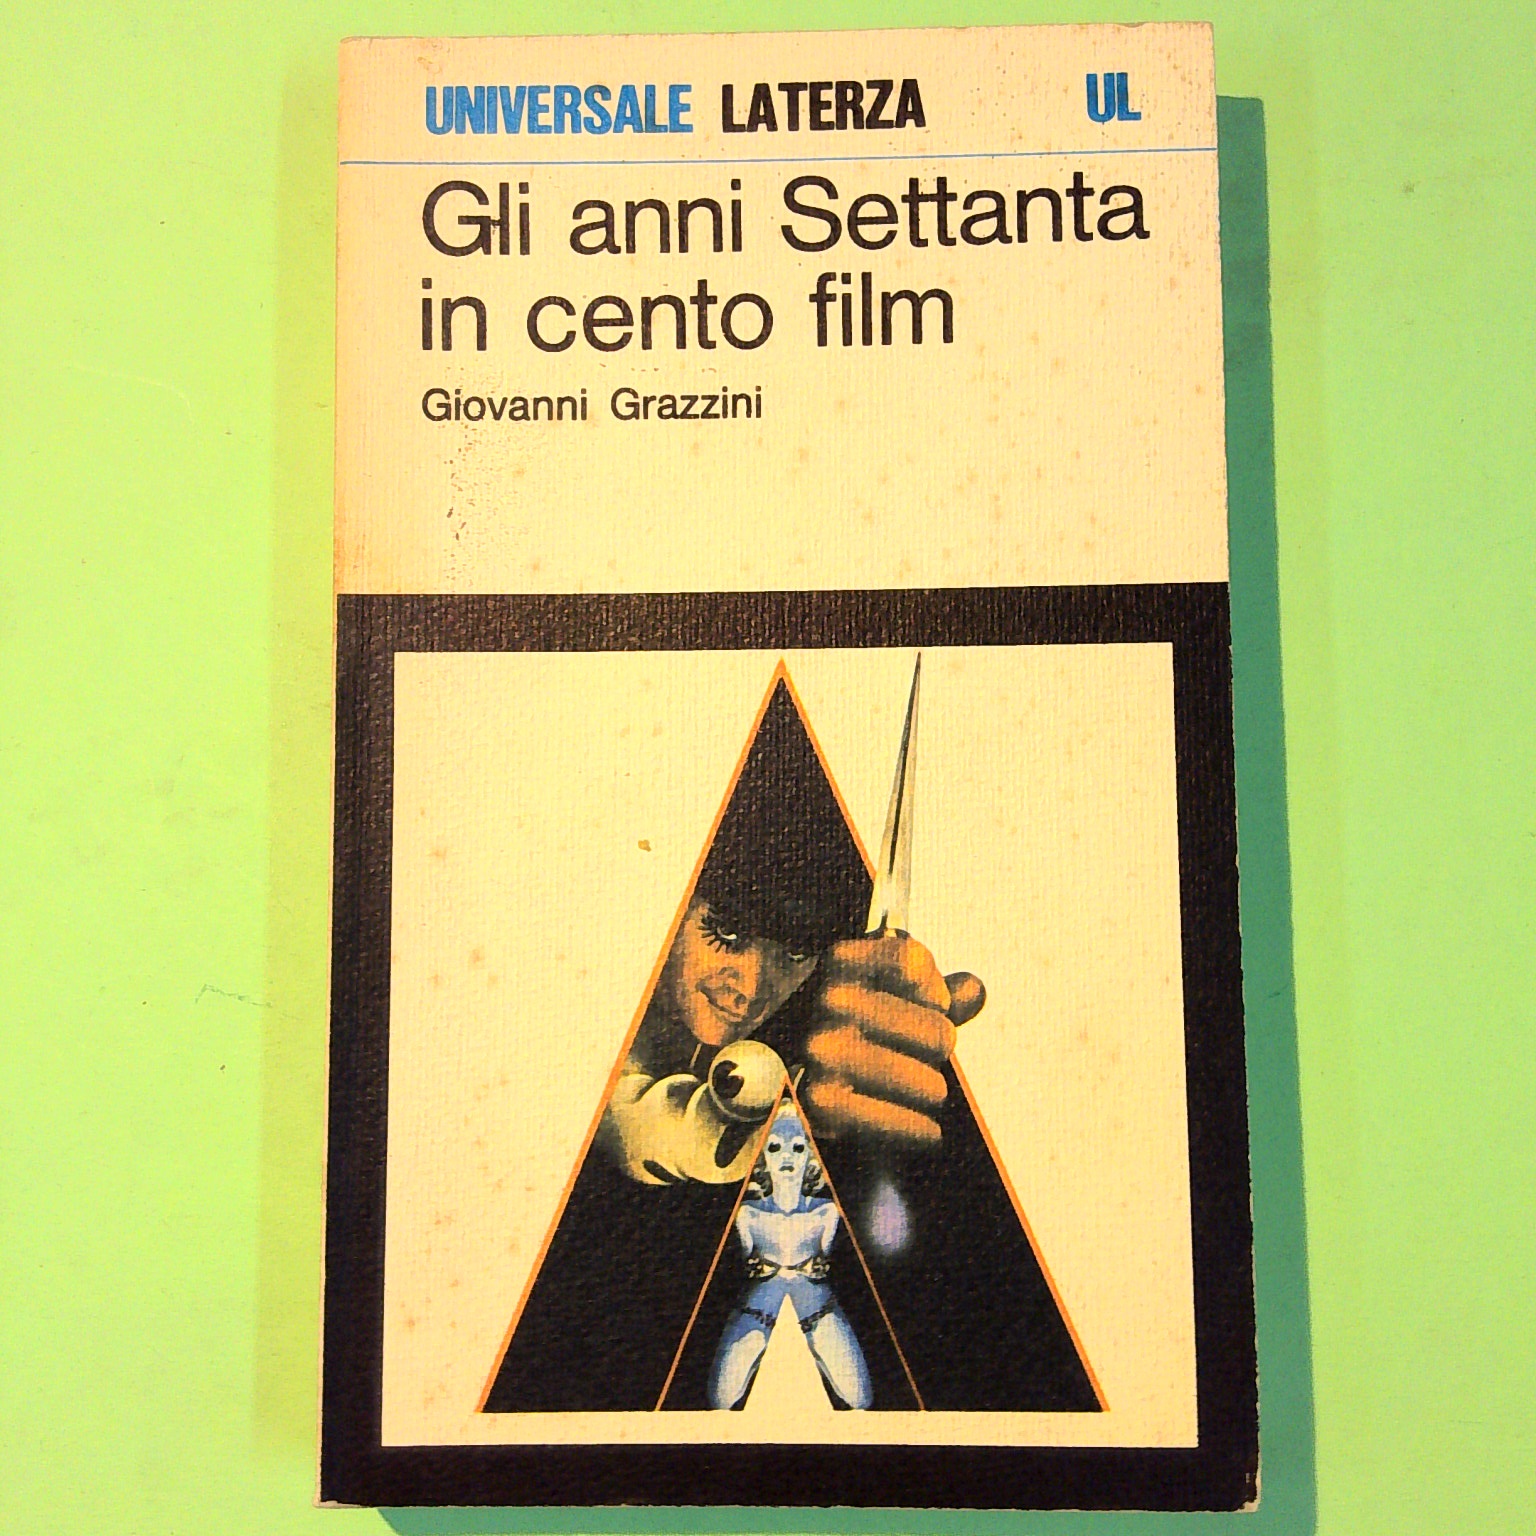 UNIVERSALE LATERZA UL
Gli anni Settanta
in cento film
Giovanni Grazzini